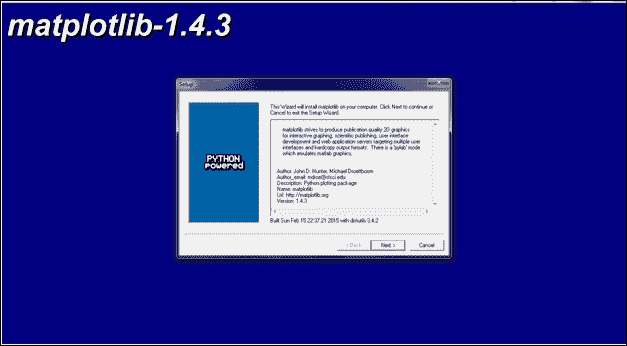 matplotlib-1.4.3
Setup
This Wizard will install matplotlib on your computer. Click Next to continue or
Cancel to exit the Setup Wizard.
matplotlib strives to produce publication quality 2D graphics
for interactive graphing, scientific publishing, user interface
development and web application servers targeting multiple user
interfaces and hardcopy output formats. There is a 'pylab' mode
which emulates matlab graphics.
Author: John D. Hunter, Michael Droettboom
Author_email: mdroe@stsci.edu
Description: Python plotting package
Name: matplotlib
Url: http://matplotlib.org
Version: 1.4.3
PYTHON
powered
Built Sun Feb 15 22:37:21 2015 with distutils 3.4.2
< Back
Next >
Cancel